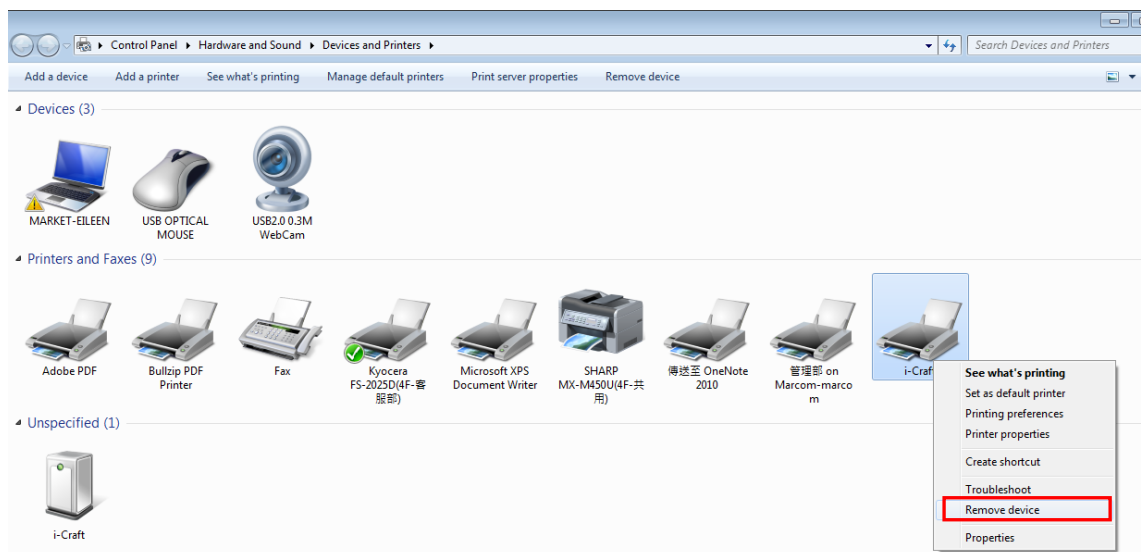 Control Panel ▸ Hardware and Sound ▸ Devices and Printers ▸
Search Devices and Printers
Add a device Add a printer See what's printing Manage default printers Print server properties Remove device
Devices (3)
MARKET-EILEEN
USB OPTICAL
MOUSE
USB2.0 0.3M
WebCam
Printers and Faxes (9)
Adobe PDF
Bullzip PDF
Printer
Fax
Kyocera
FS-2025D(4F-客
服部)
Microsoft XPS
Document Writer
SHARP
MX-M450U(4F-共
用)
傳送至 OneNote
2010
管理部 on
Marcom-marco
m
i-Craf
See what's printing
Set as default printer
Printing preferences
Printer properties
Create shortcut
Troubleshoot
Remove device
Properties
Unspecified (1)
i-Craft